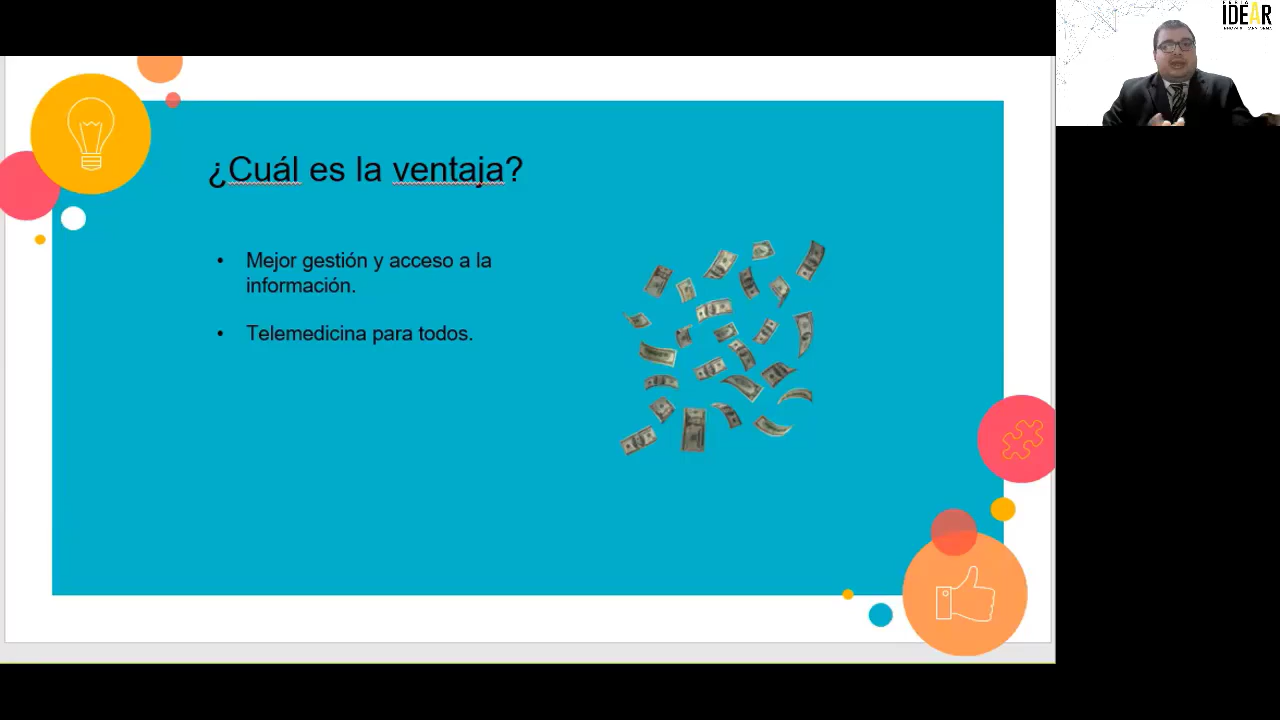 IDEAR
¿Cuál es la ventaja?
• Mejor gestión y acceso a la
información.
• Telemedicina para todos.